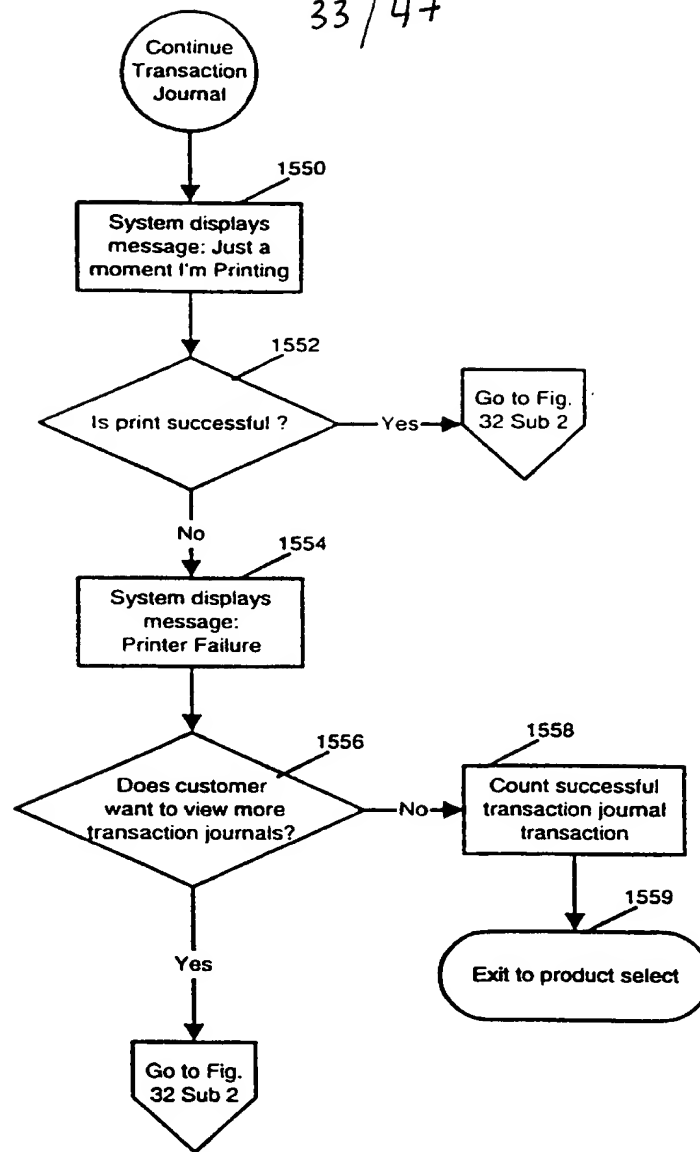 33/47
Continue
Transaction
Journal
1550
System displays
message: Just a
moment I'm Printing
1552
Is print successful ?
Yes
Go to Fig.
32 Sub 2
No
1554
System displays
message:
Printer Failure
1556
Does customer
want to view more
transaction journals?
No
1558
Count successful
transaction journal
transaction
1559
Exit to product select
Yes
Go to Fig.
32 Sub 2